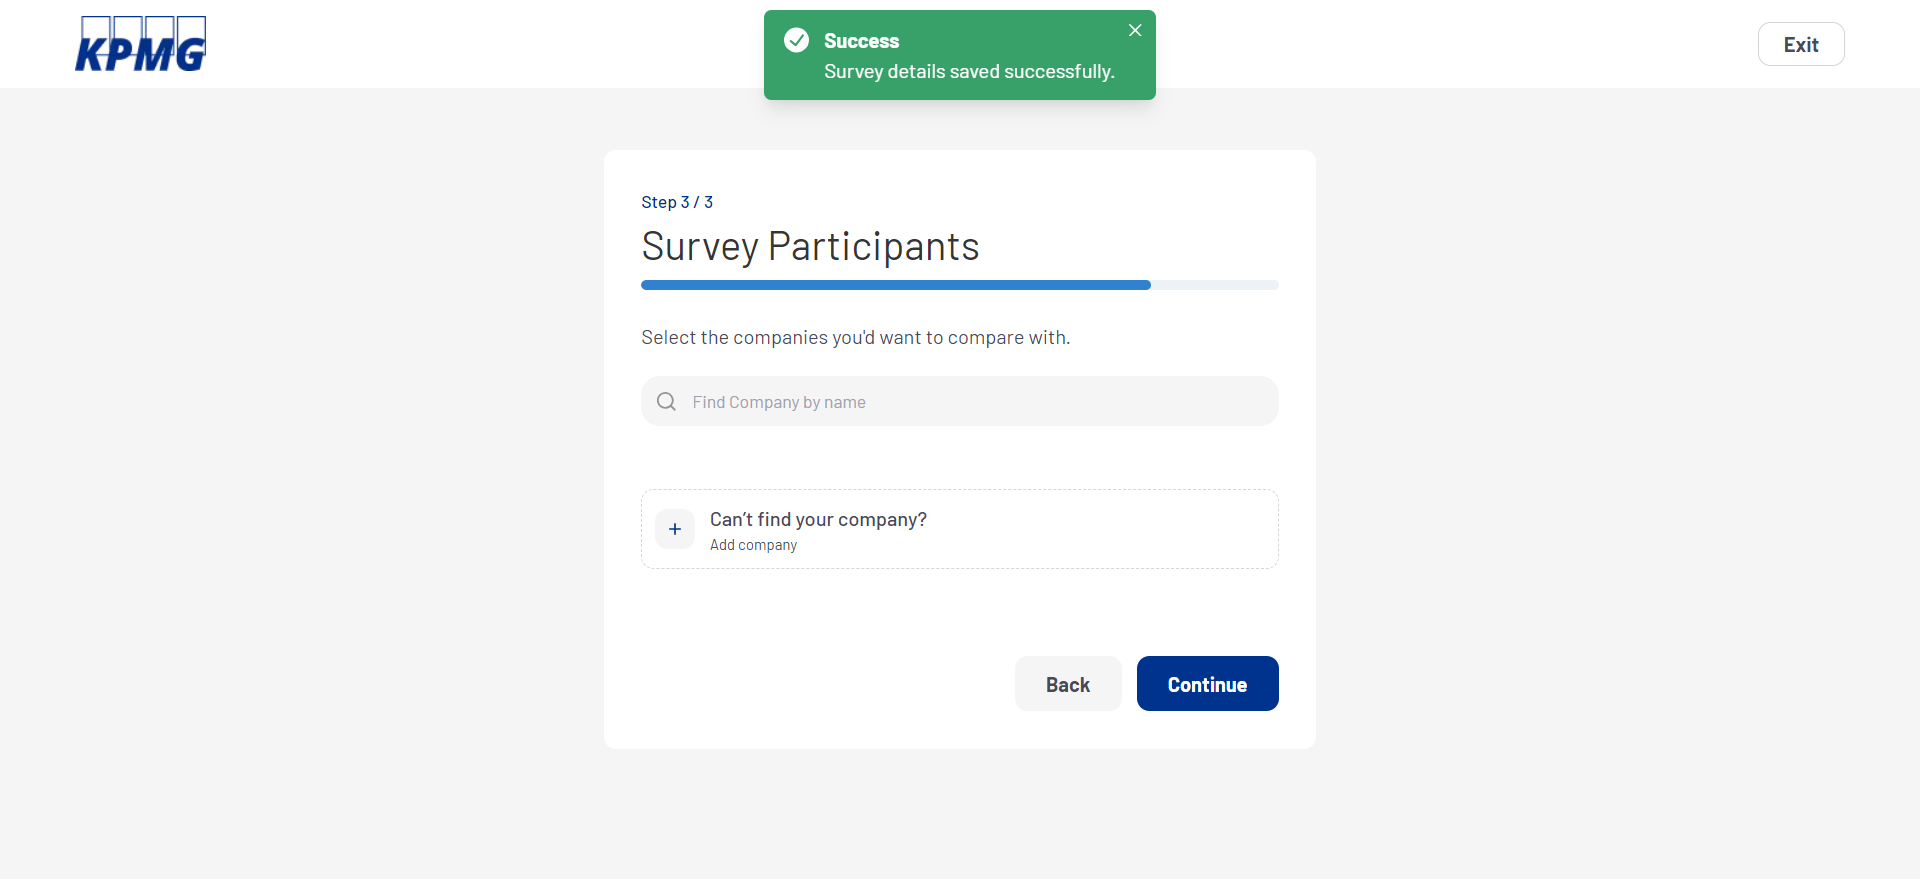 KPMG
Success
Survey details saved successfully.
Exit
Step 3 / 3
Survey Participants
Select the companies you'd want to compare with.
Find Company by name
Can’t find your company?
Add company
Back
Continue